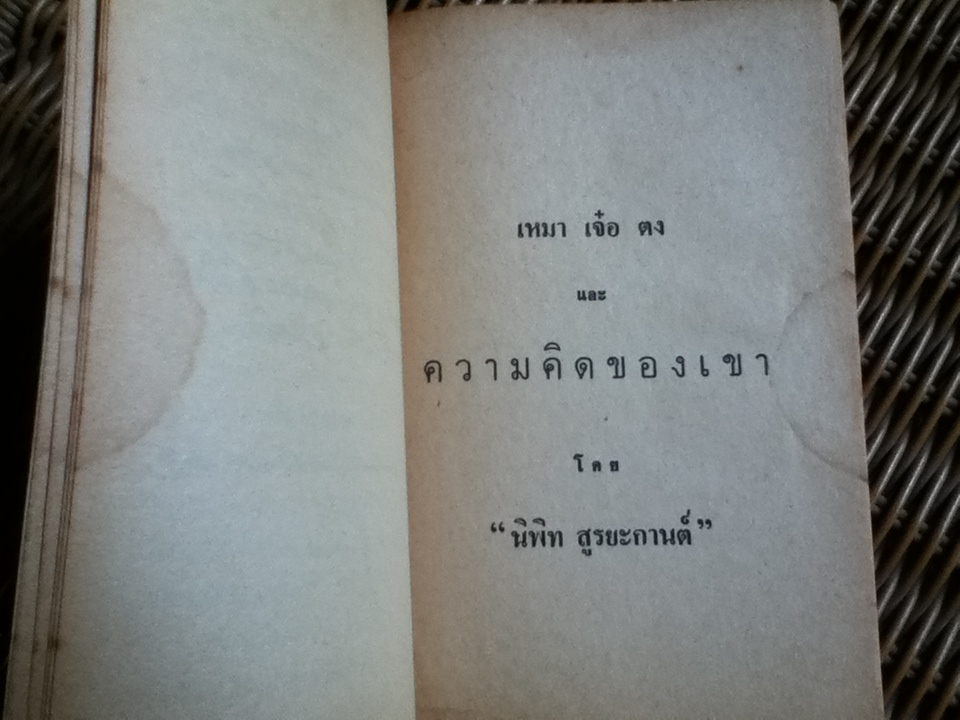 เหมา เจ๋อ ตง
และ
ความคิดของเขา
โดย
“นิพิท สูรยะกานต์”